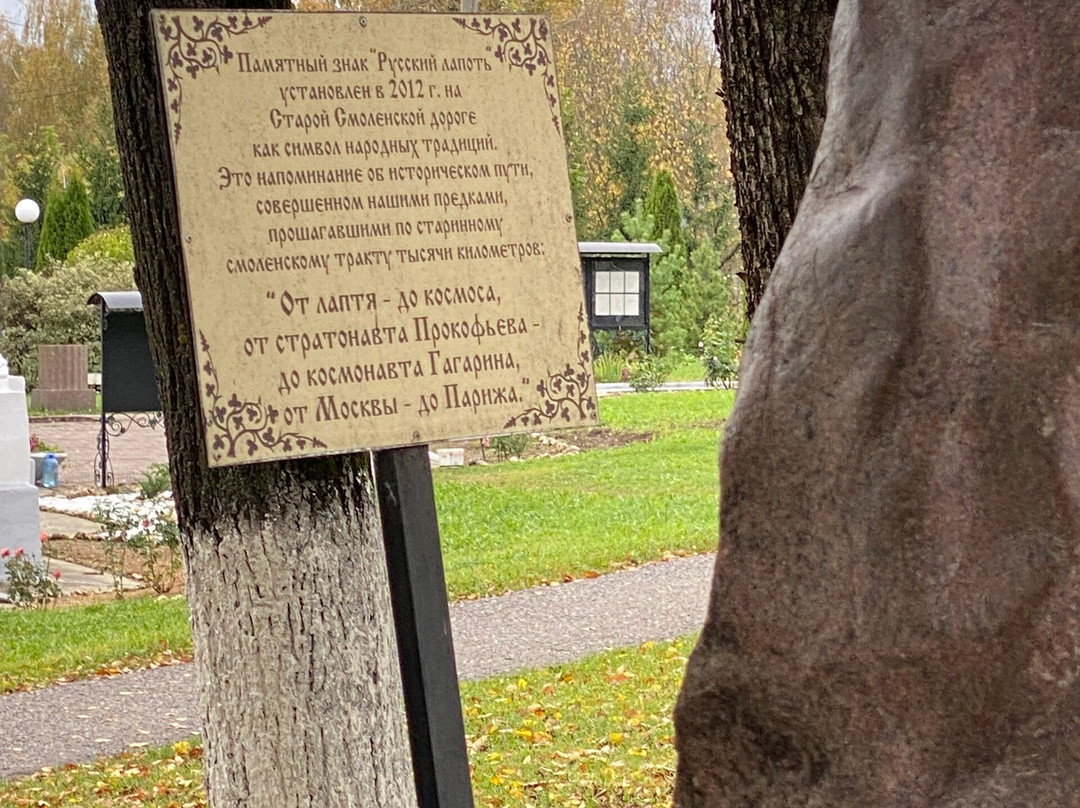 Памятный знак "Русский лапоть"
установлен в 2012 г. на
Старой Смоленской дороге
как символ народных традиций.
Это напоминание об историческом пути,
совершенном нашими предками,
прошагавшими по старинному
смоленскому тракту тысячи километров:
"От лаптя - до космоса,
от стратонавта Прокофьева -
до космонавта Гагарина,
от Москвы - до Парижа."